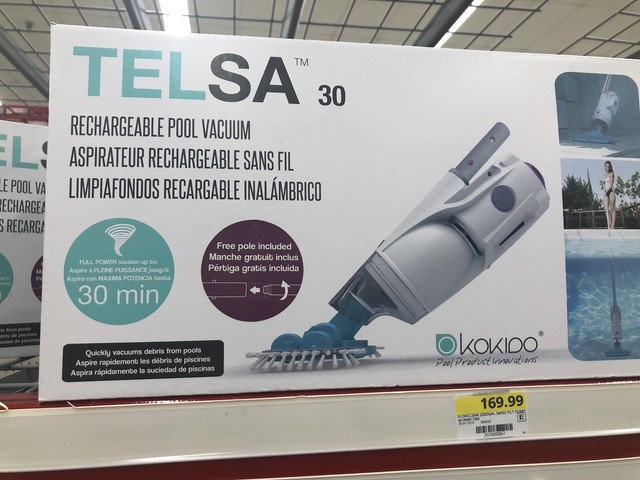 TELSA™ 30
RECHARGEABLE POOL VACUUM
ASPIRATEUR RECHARGEABLE SANS FIL
LIMPIAFONDOS RECARGABLE INALÁMBRICO
FULL POWER suction up to:
Aspire à PLEINE PUISSANCE jusqu'à
Aspira con MAXIMA POTENCIA hasta
30 min
Free pole included
Manche gratuit inclus
Pértiga gratis incluida
Quickly vacuums debris from pools
Aspire rapidement les débris de piscines
Aspira rápidamente la suciedad de piscinas
KOKIDO®
Pool Product Innovations
169.99
E